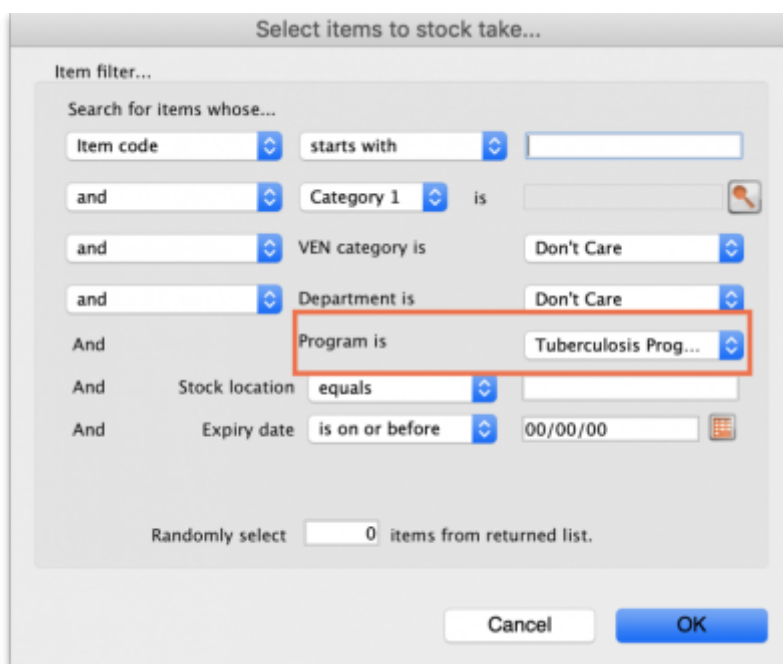 Select items to stock take...
Item filter...
Search for items whose...
Item code starts with
and Category 1 is
and VEN category is Don't Care
and Department is Don't Care
And Program is Tuberculosis Prog...
And Stock location equals
And Expiry date is on or before 00/00/00
Randomly select 0 items from returned list.
Cancel OK